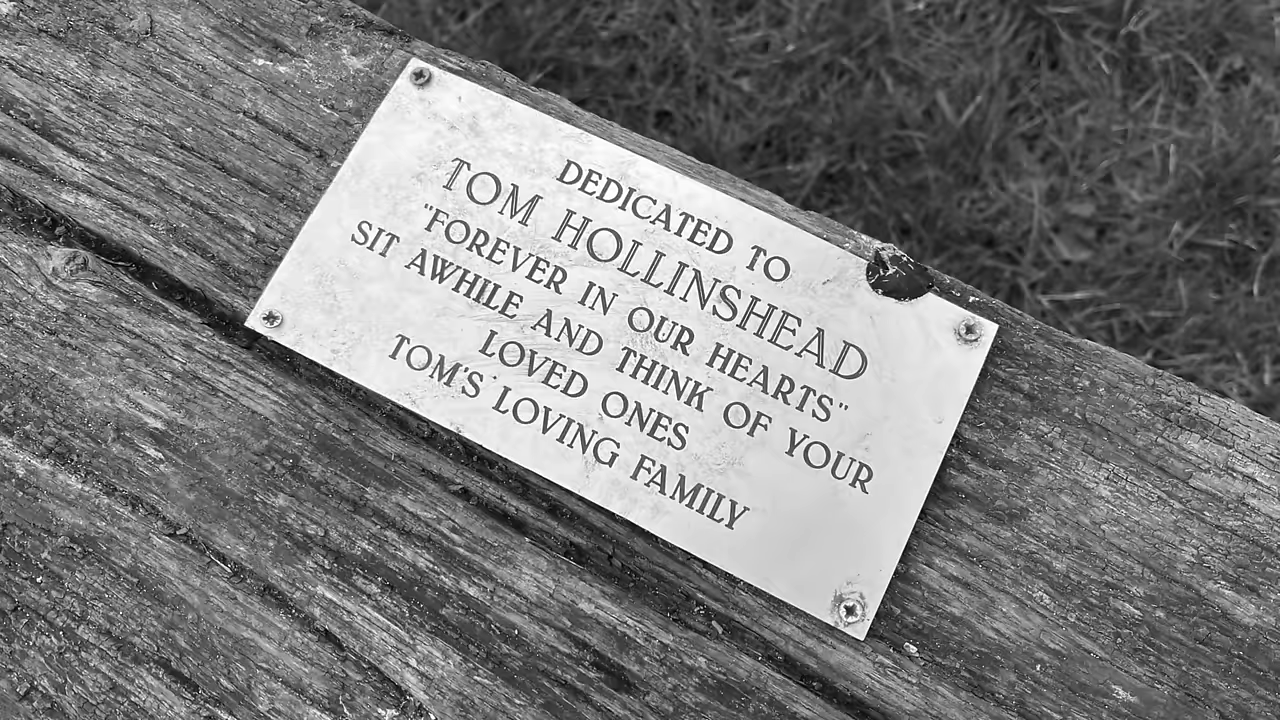 DEDICATED TO
TOM HOLLINSHEAD
"FOREVER IN OUR HEARTS"
SIT AWHILE AND THINK OF YOUR
LOVED ONES
TOM'S LOVING FAMILY